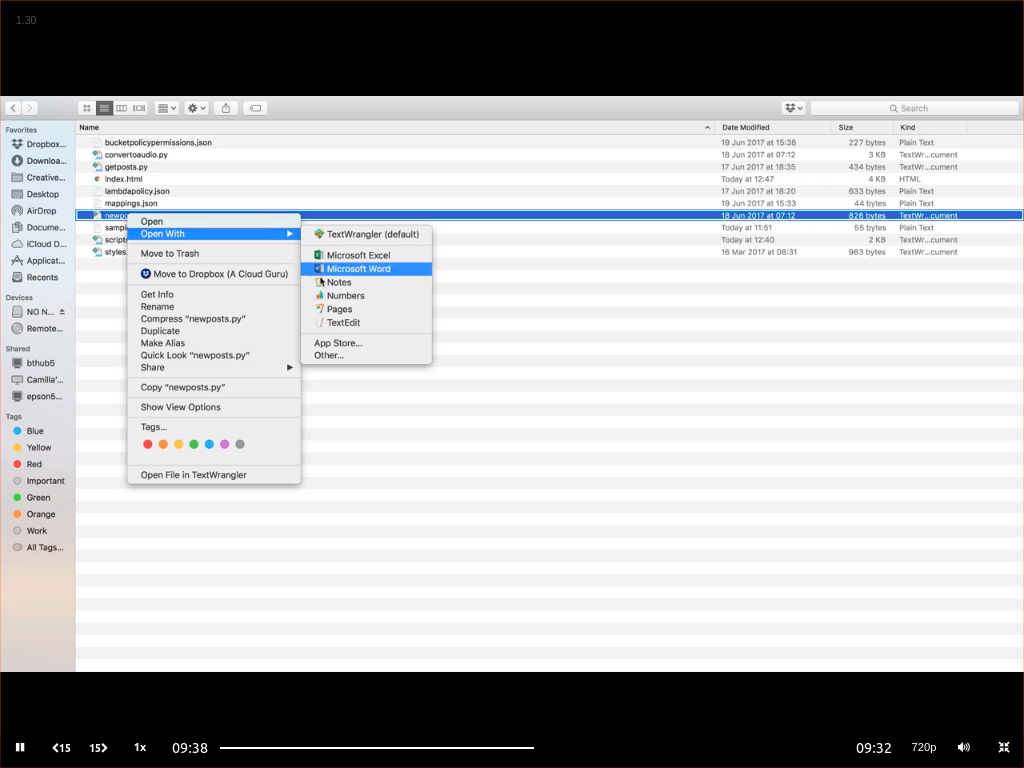 1.30
Search
Favorites
Dropbox...
Downloa...
Creative...
Desktop
AirDrop
Docume...
iCloud D...
Applicat...
Recents
Devices
NO N...
Remote...
Shared
bthub5
Camilla'...
epson5...
Tags
Blue
Yellow
Red
Important
Green
Orange
Work
All Tags...
Name Date Modified Size Kind
bucketpolicypermissions.json 19 Jun 2017 at 15:38 227 bytes Plain Text
convertoaudio.py 18 Jun 2017 at 07:12 3 KB TextWr...cument
getposts.py 17 Jun 2017 at 18:35 434 bytes TextWr...cument
index.html Today at 12:47 4 KB HTML
lambdapolicy.json 17 Jun 2017 at 18:20 633 bytes Plain Text
mappings.json 19 Jun 2017 at 15:33 44 bytes Plain Text
newpo 18 Jun 2017 at 07:12 826 bytes TextWr...cument
sampl Today at 11:51 55 bytes Plain Text
scripts Today at 12:40 2 KB TextWr...cument
styles. 16 Mar 2017 at 08:31 963 bytes TextWr...cument
Open
Open With
Move to Trash
Move to Dropbox (A Cloud Guru)
Get Info
Rename
Compress “newposts.py”
Duplicate
Make Alias
Quick Look “newposts.py”
Share
Copy “newposts.py”
Show View Options
Tags...
Open File in TextWrangler
TextWrangler (default)
Microsoft Excel
Microsoft Word
Notes
Numbers
Pages
TextEdit
App Store...
Other...
15 15 1x 09:38 09:32 720p